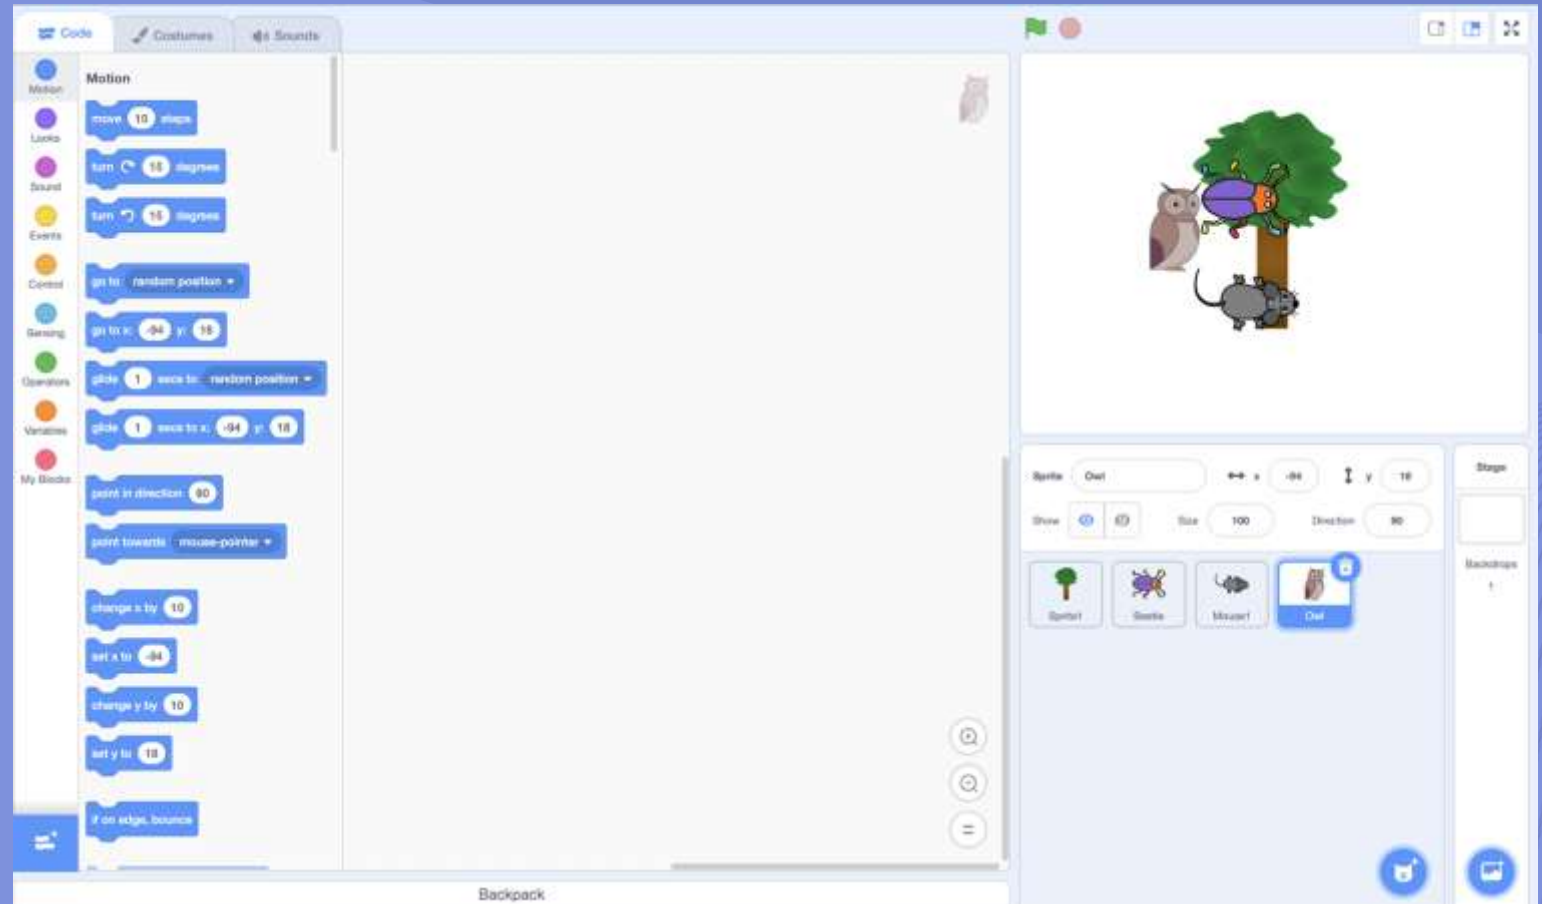 Code
Costumes
Sounds
Motion
Looks
Sound
Events
Control
Sensing
Operators
Variables
My Blocks
Motion
move 10 steps
turn 15 degrees
turn 15 degrees
go to random position
go to x: -94 y: 18
glide 1 secs to random position
glide 1 secs to x: -94 y: 18
point in direction 90
point towards mouse-pointer
change x by 10
set x to -94
change y by 10
set y to 18
if on edge, bounce
Backpack
Sprite Owl x -94 y 18
Show Size 100 Direction 90
Sprite1
Beetle
Mouse1
Owl
Stage
Backdrops
1